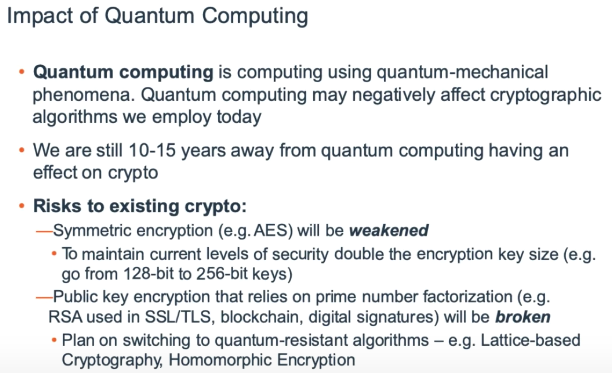 Impact of Quantum Computing
• Quantum computing is computing using quantum-mechanical
phenomena. Quantum computing may negatively affect cryptographic
algorithms we employ today
• We are still 10-15 years away from quantum computing having an
effect on crypto
• Risks to existing crypto:
—Symmetric encryption (e.g. AES) will be weakened
• To maintain current levels of security double the encryption key size (e.g.
go from 128-bit to 256-bit keys)
—Public key encryption that relies on prime number factorization (e.g.
RSA used in SSL/TLS, blockchain, digital signatures) will be broken
• Plan on switching to quantum-resistant algorithms – e.g. Lattice-based
Cryptography, Homomorphic Encryption